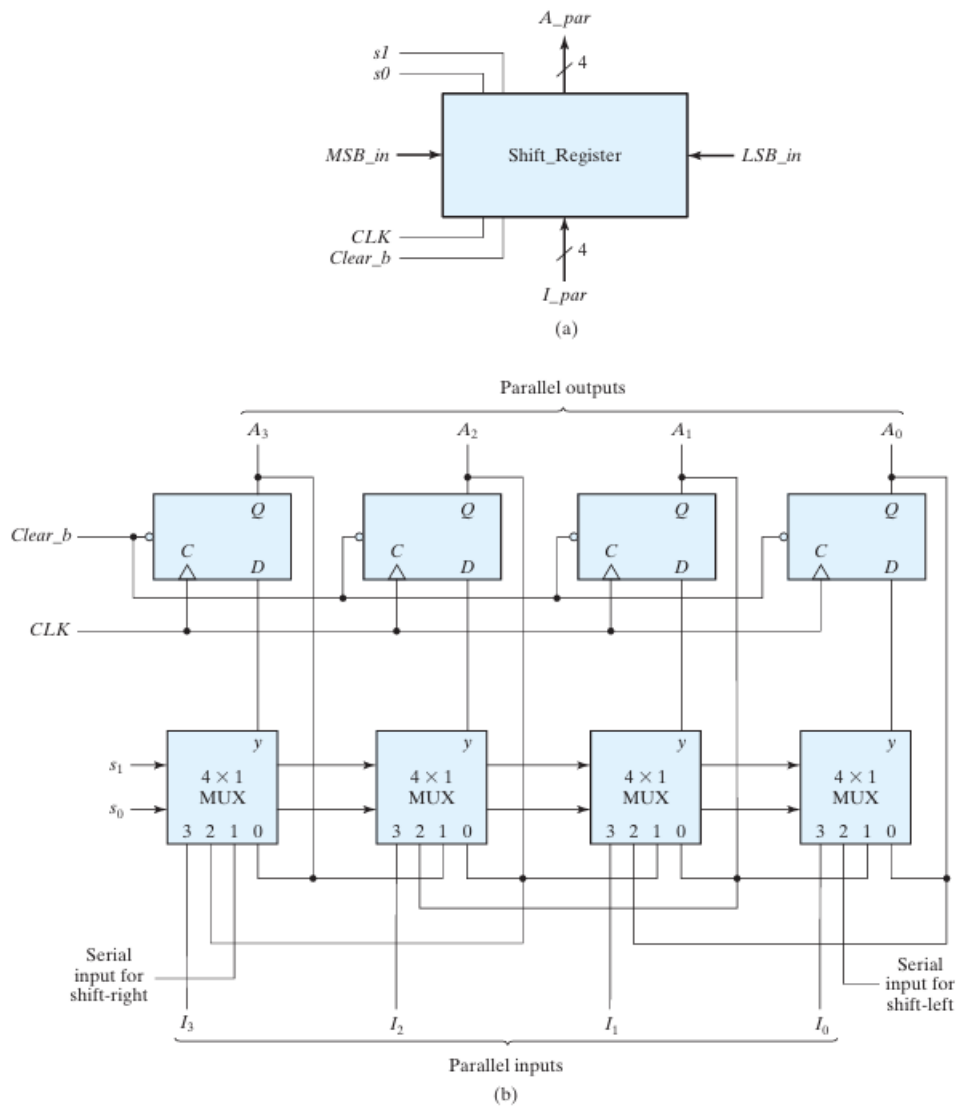 A_par
s1
4
s0
MSB_in
Shift_Register
LSB_in
CLK
4
Clear_b
I_par
(a)
Parallel outputs
A3 A2 A1 A0
Q Q Q Q
Clear_b
C C C C
D D D D
CLK
y y y y
s1
4 × 1 4 × 1 4 × 1 4 × 1
MUX MUX MUX MUX
s0
3 2 1 0 3 2 1 0 3 2 1 0 3 2 1 0
Serial
input for
shift-right
Serial
input for
shift-left
I3 I2 I1 I0
Parallel inputs
(b)